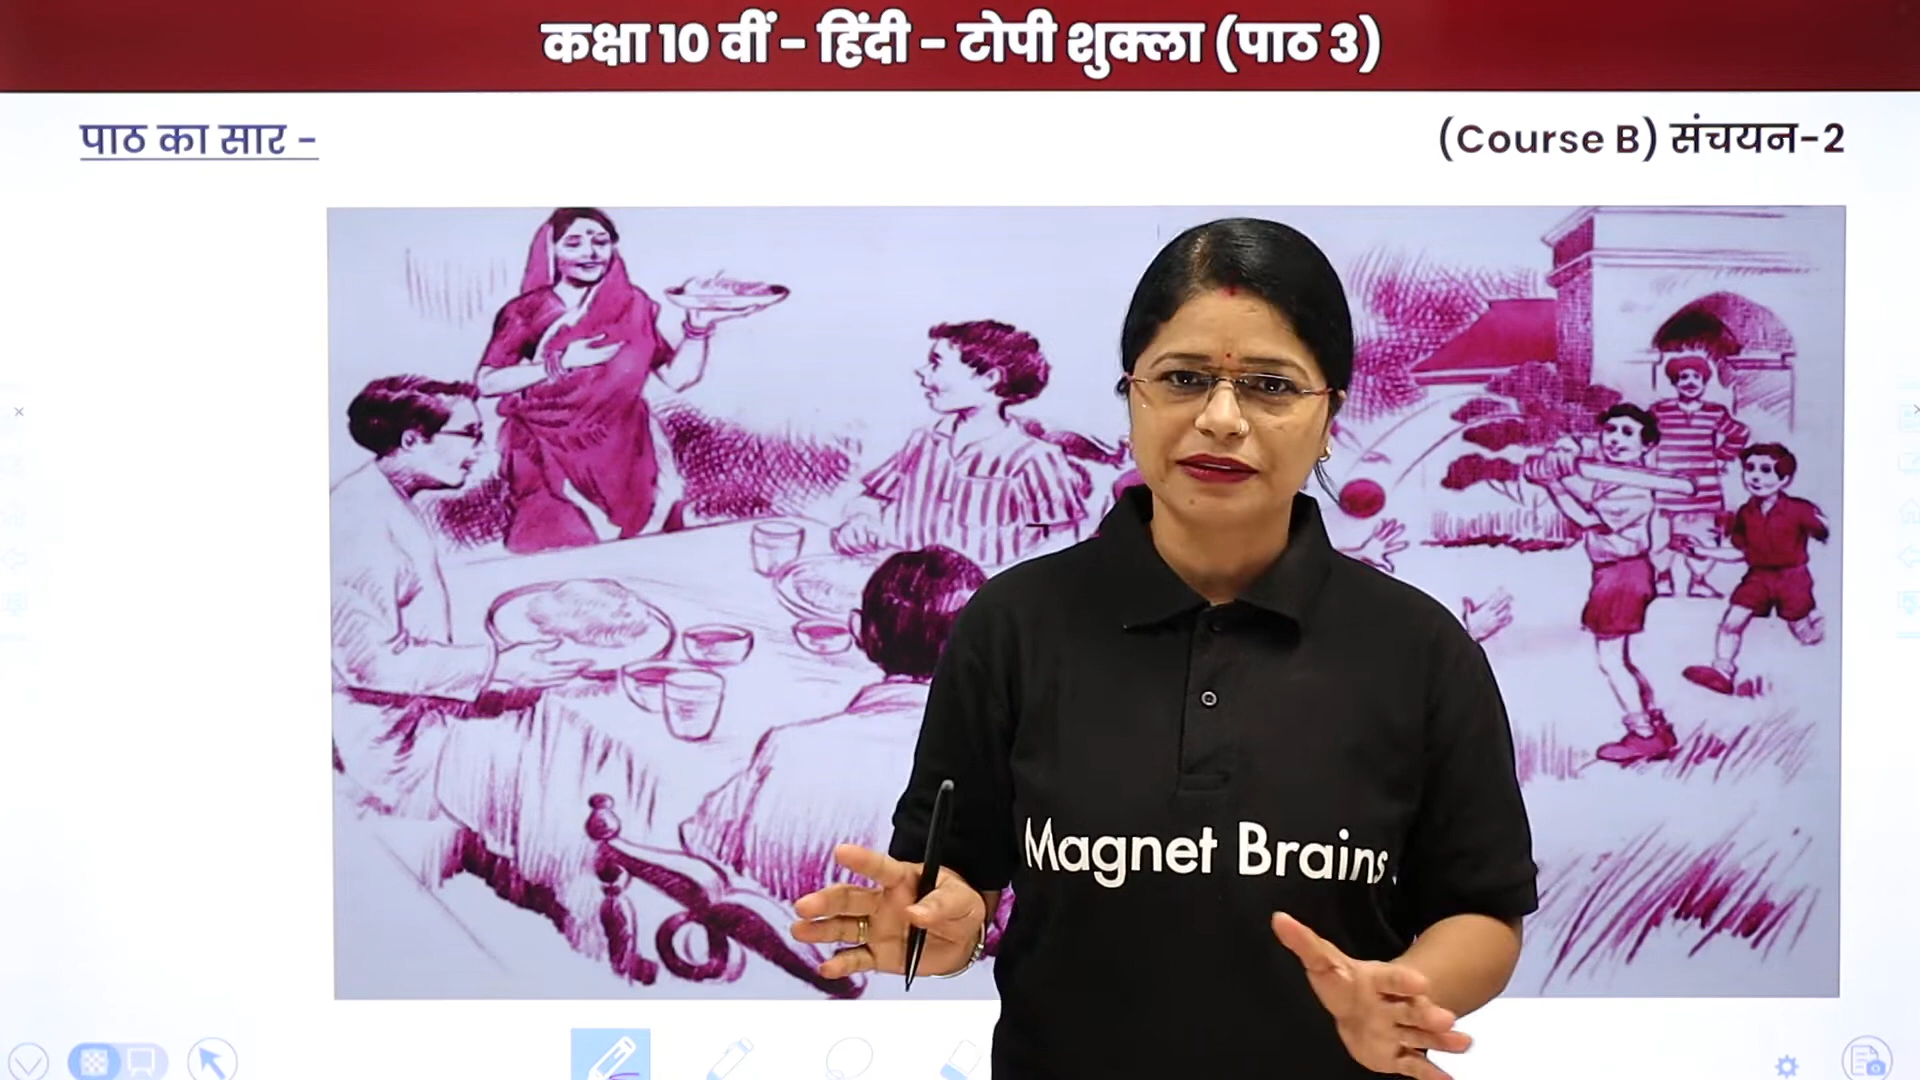 कक्षा 10 वीं - हिंदी - टोपी शुक्ला (पाठ 3)
पाठ का सार -
(Course B) संचयन-2
Magnet Brains